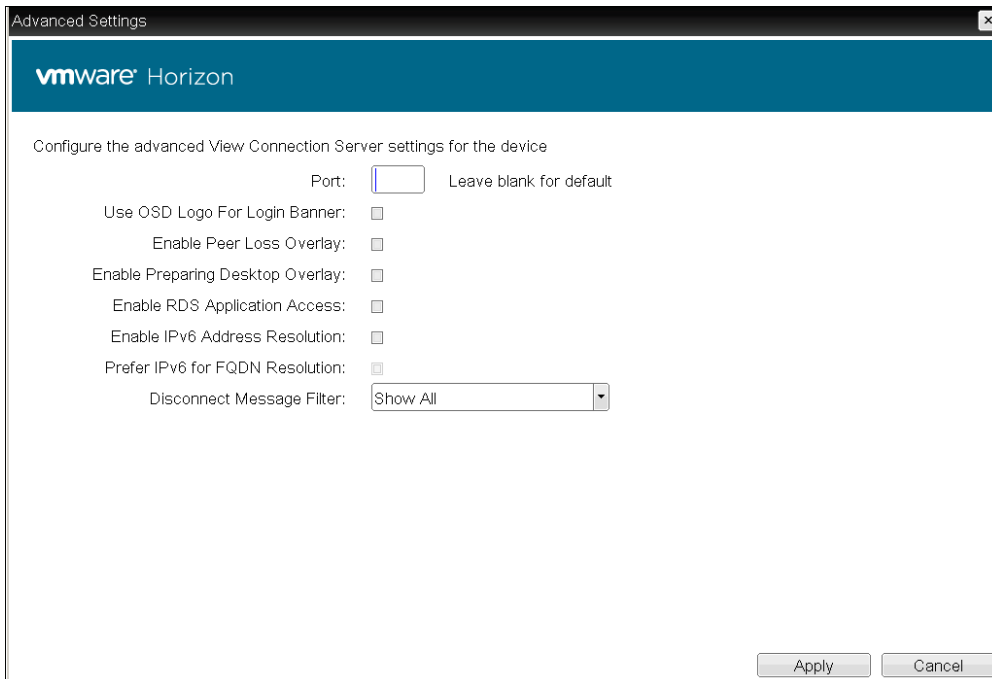 Advanced Settings
vmware Horizon
Configure the advanced View Connection Server settings for the device
Port: Leave blank for default
Use OSD Logo For Login Banner:
Enable Peer Loss Overlay:
Enable Preparing Desktop Overlay:
Enable RDS Application Access:
Enable IPv6 Address Resolution:
Prefer IPv6 for FQDN Resolution:
Disconnect Message Filter: Show All
Apply Cancel